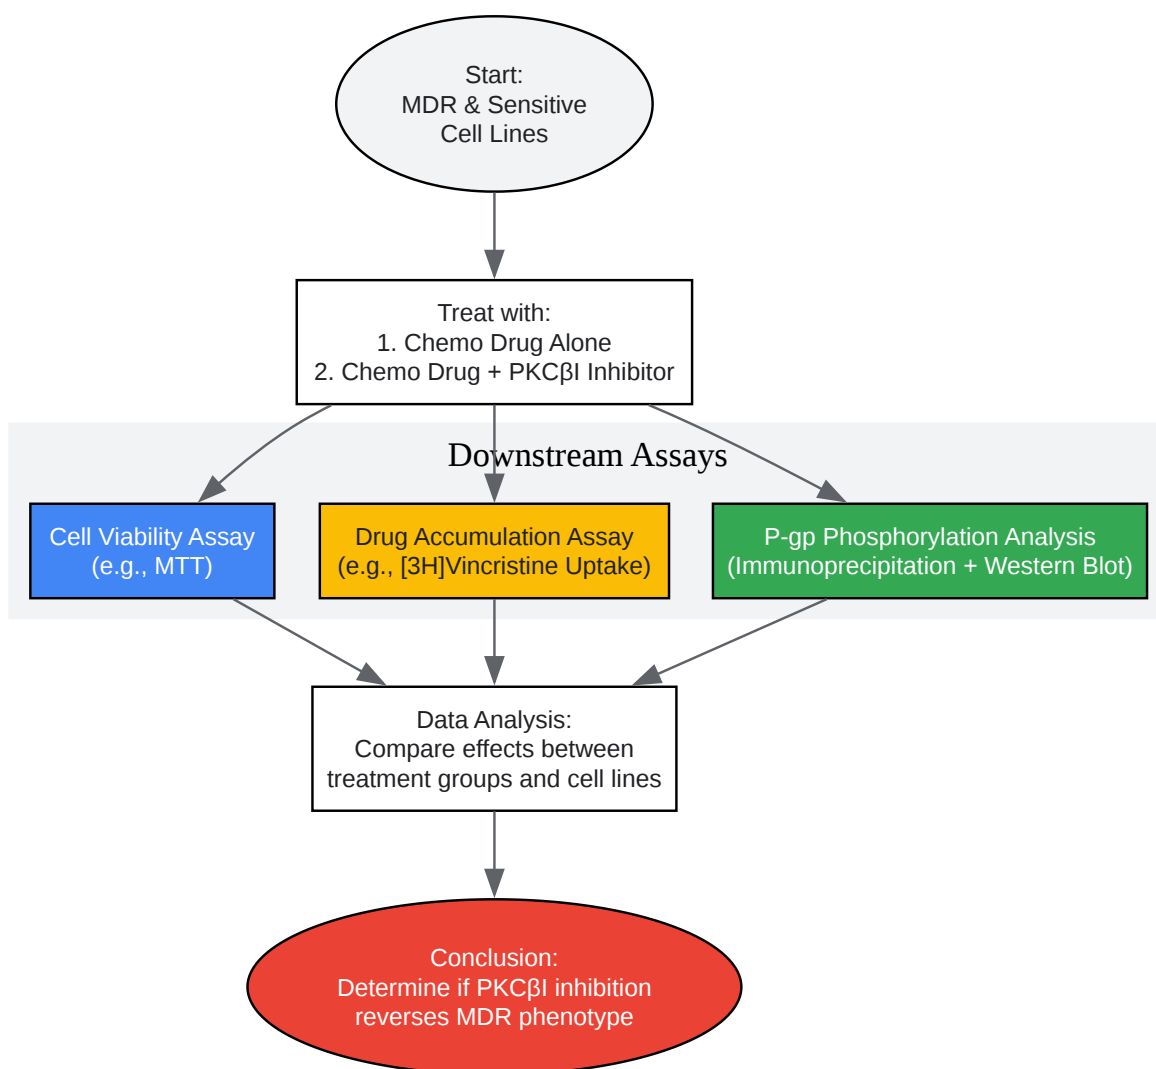 Start:
MDR & Sensitive
Cell Lines
Treat with:
1. Chemo Drug Alone
2. Chemo Drug + PKCβI Inhibitor
Downstream Assays
Cell Viability Assay
(e.g., MTT)
Drug Accumulation Assay
(e.g., [3H]Vincristine Uptake)
P-gp Phosphorylation Analysis
(Immunoprecipitation + Western Blot)
Data Analysis:
Compare effects between
treatment groups and cell lines
Conclusion:
Determine if PKCβI inhibition
reverses MDR phenotype